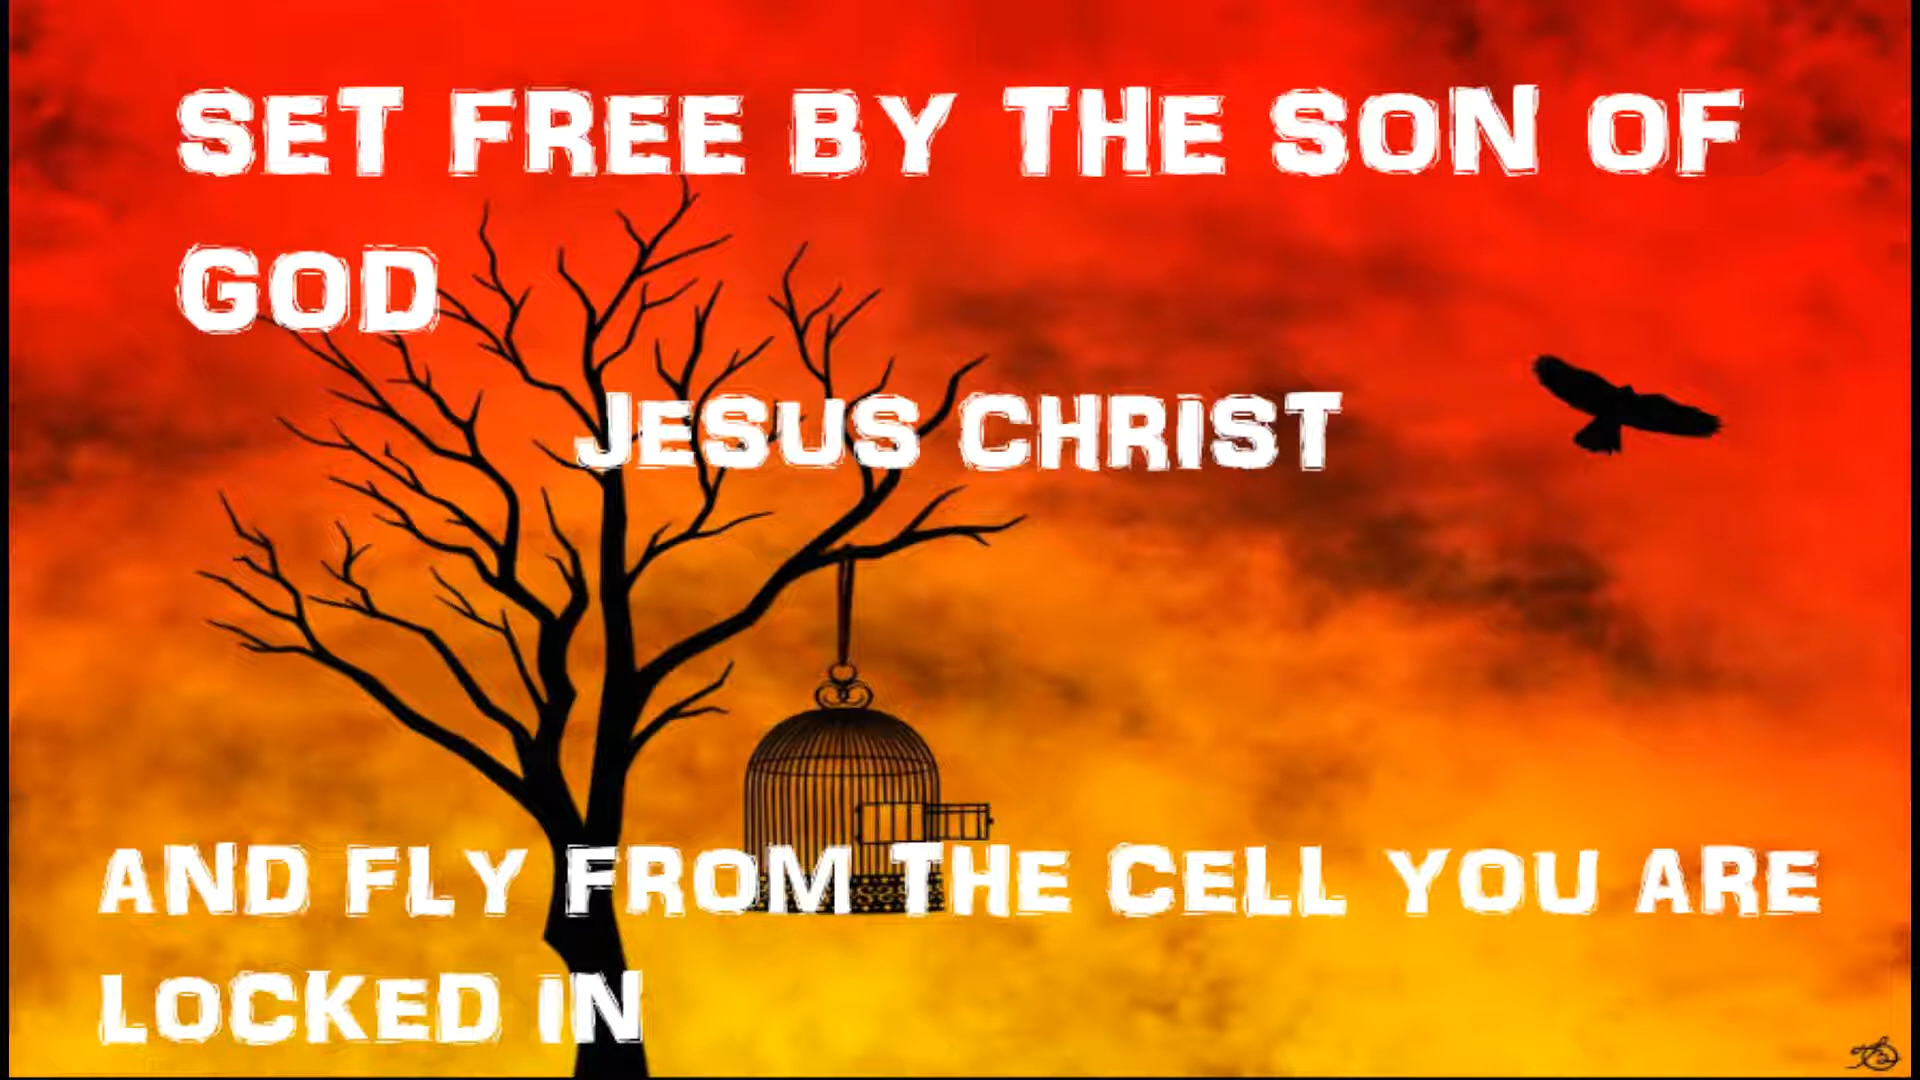 SET FREE BY THE SON OF
GOD
JESUS CHRIST
AND FLY FROM THE CELL YOU ARE
LOCKED IN